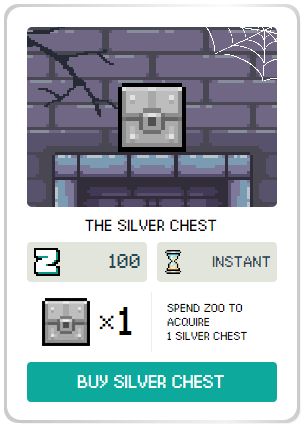 THE SILVER CHEST
Z 100
INSTANT
×1
SPEND ZOO TO
ACQUIRE
1 SILVER CHEST
BUY SILVER CHEST